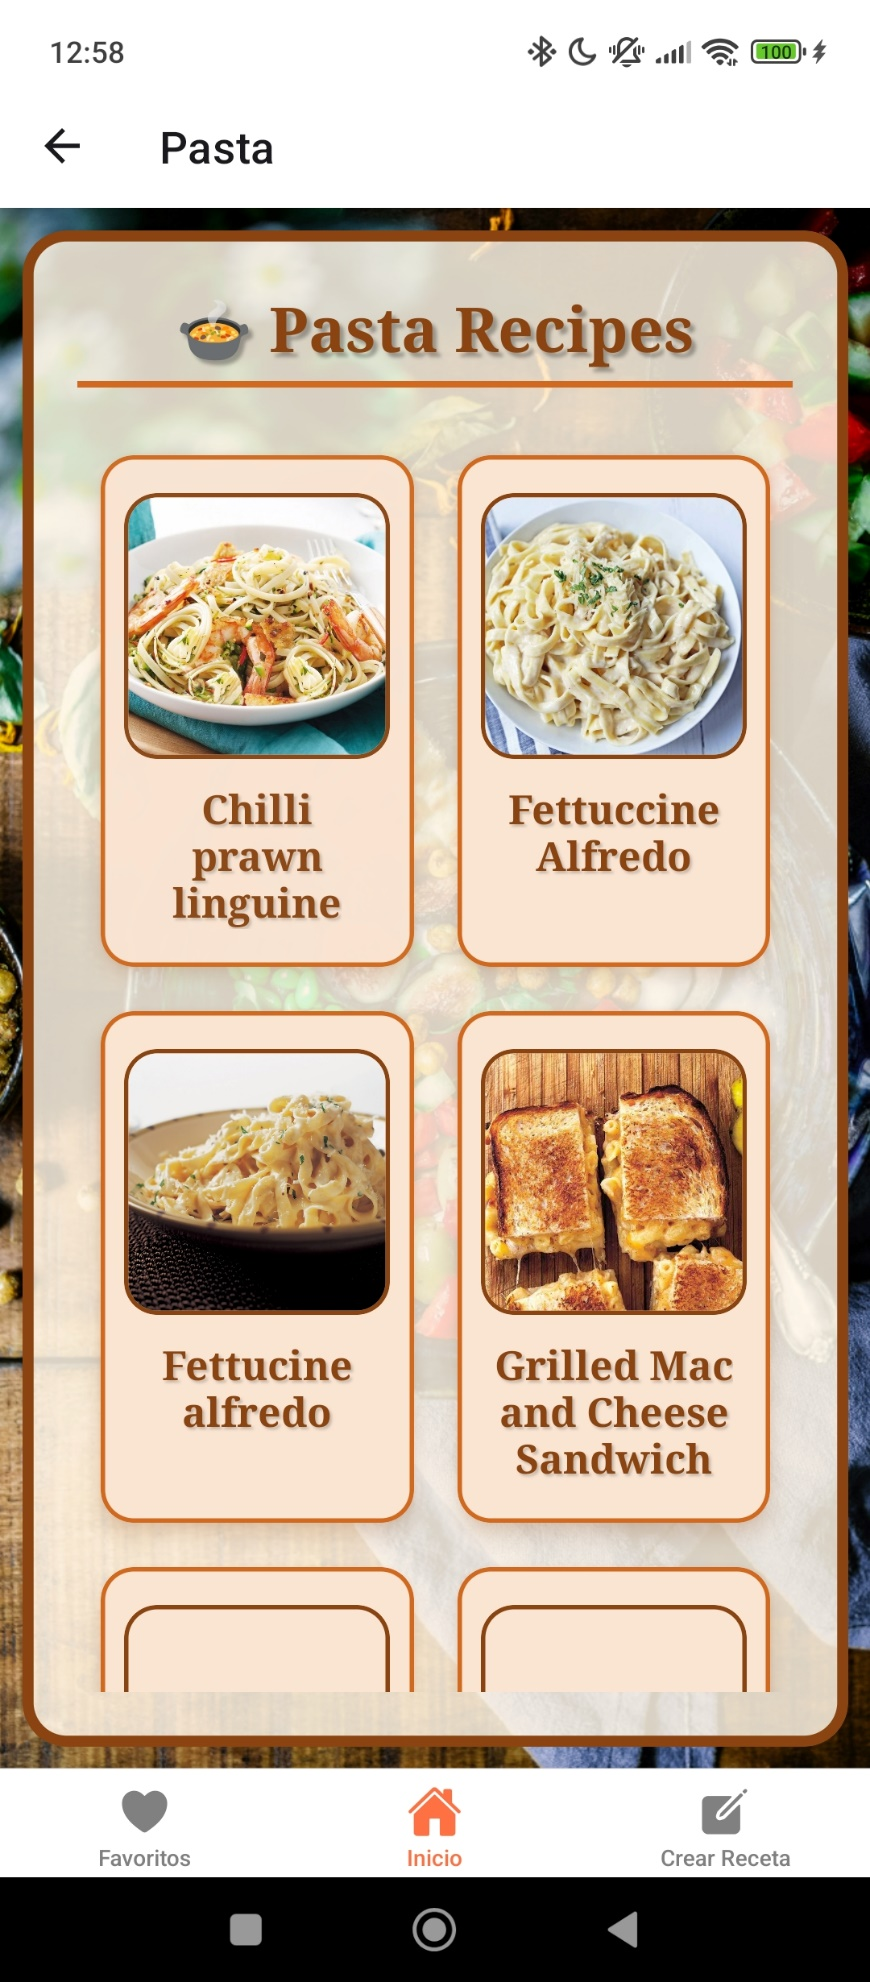 12:58
100
Pasta
Pasta Recipes
Chilli
prawn
linguine
Fettuccine
Alfredo
Fettucine
alfredo
Grilled Mac
and Cheese
Sandwich
Favoritos
Inicio
Crear Receta